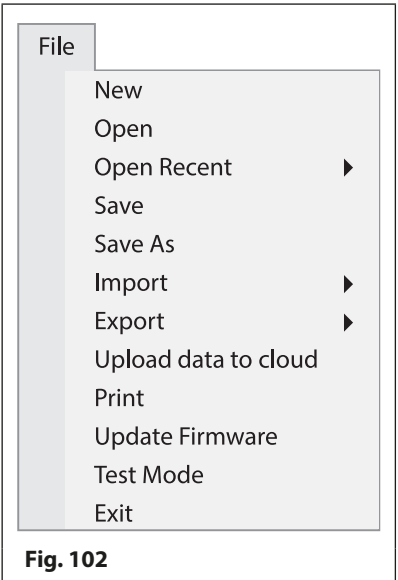 File
New
Open
Open Recent
Save
Save As
Import
Export
Upload data to cloud
Print
Update Firmware
Test Mode
Exit
Fig. 102